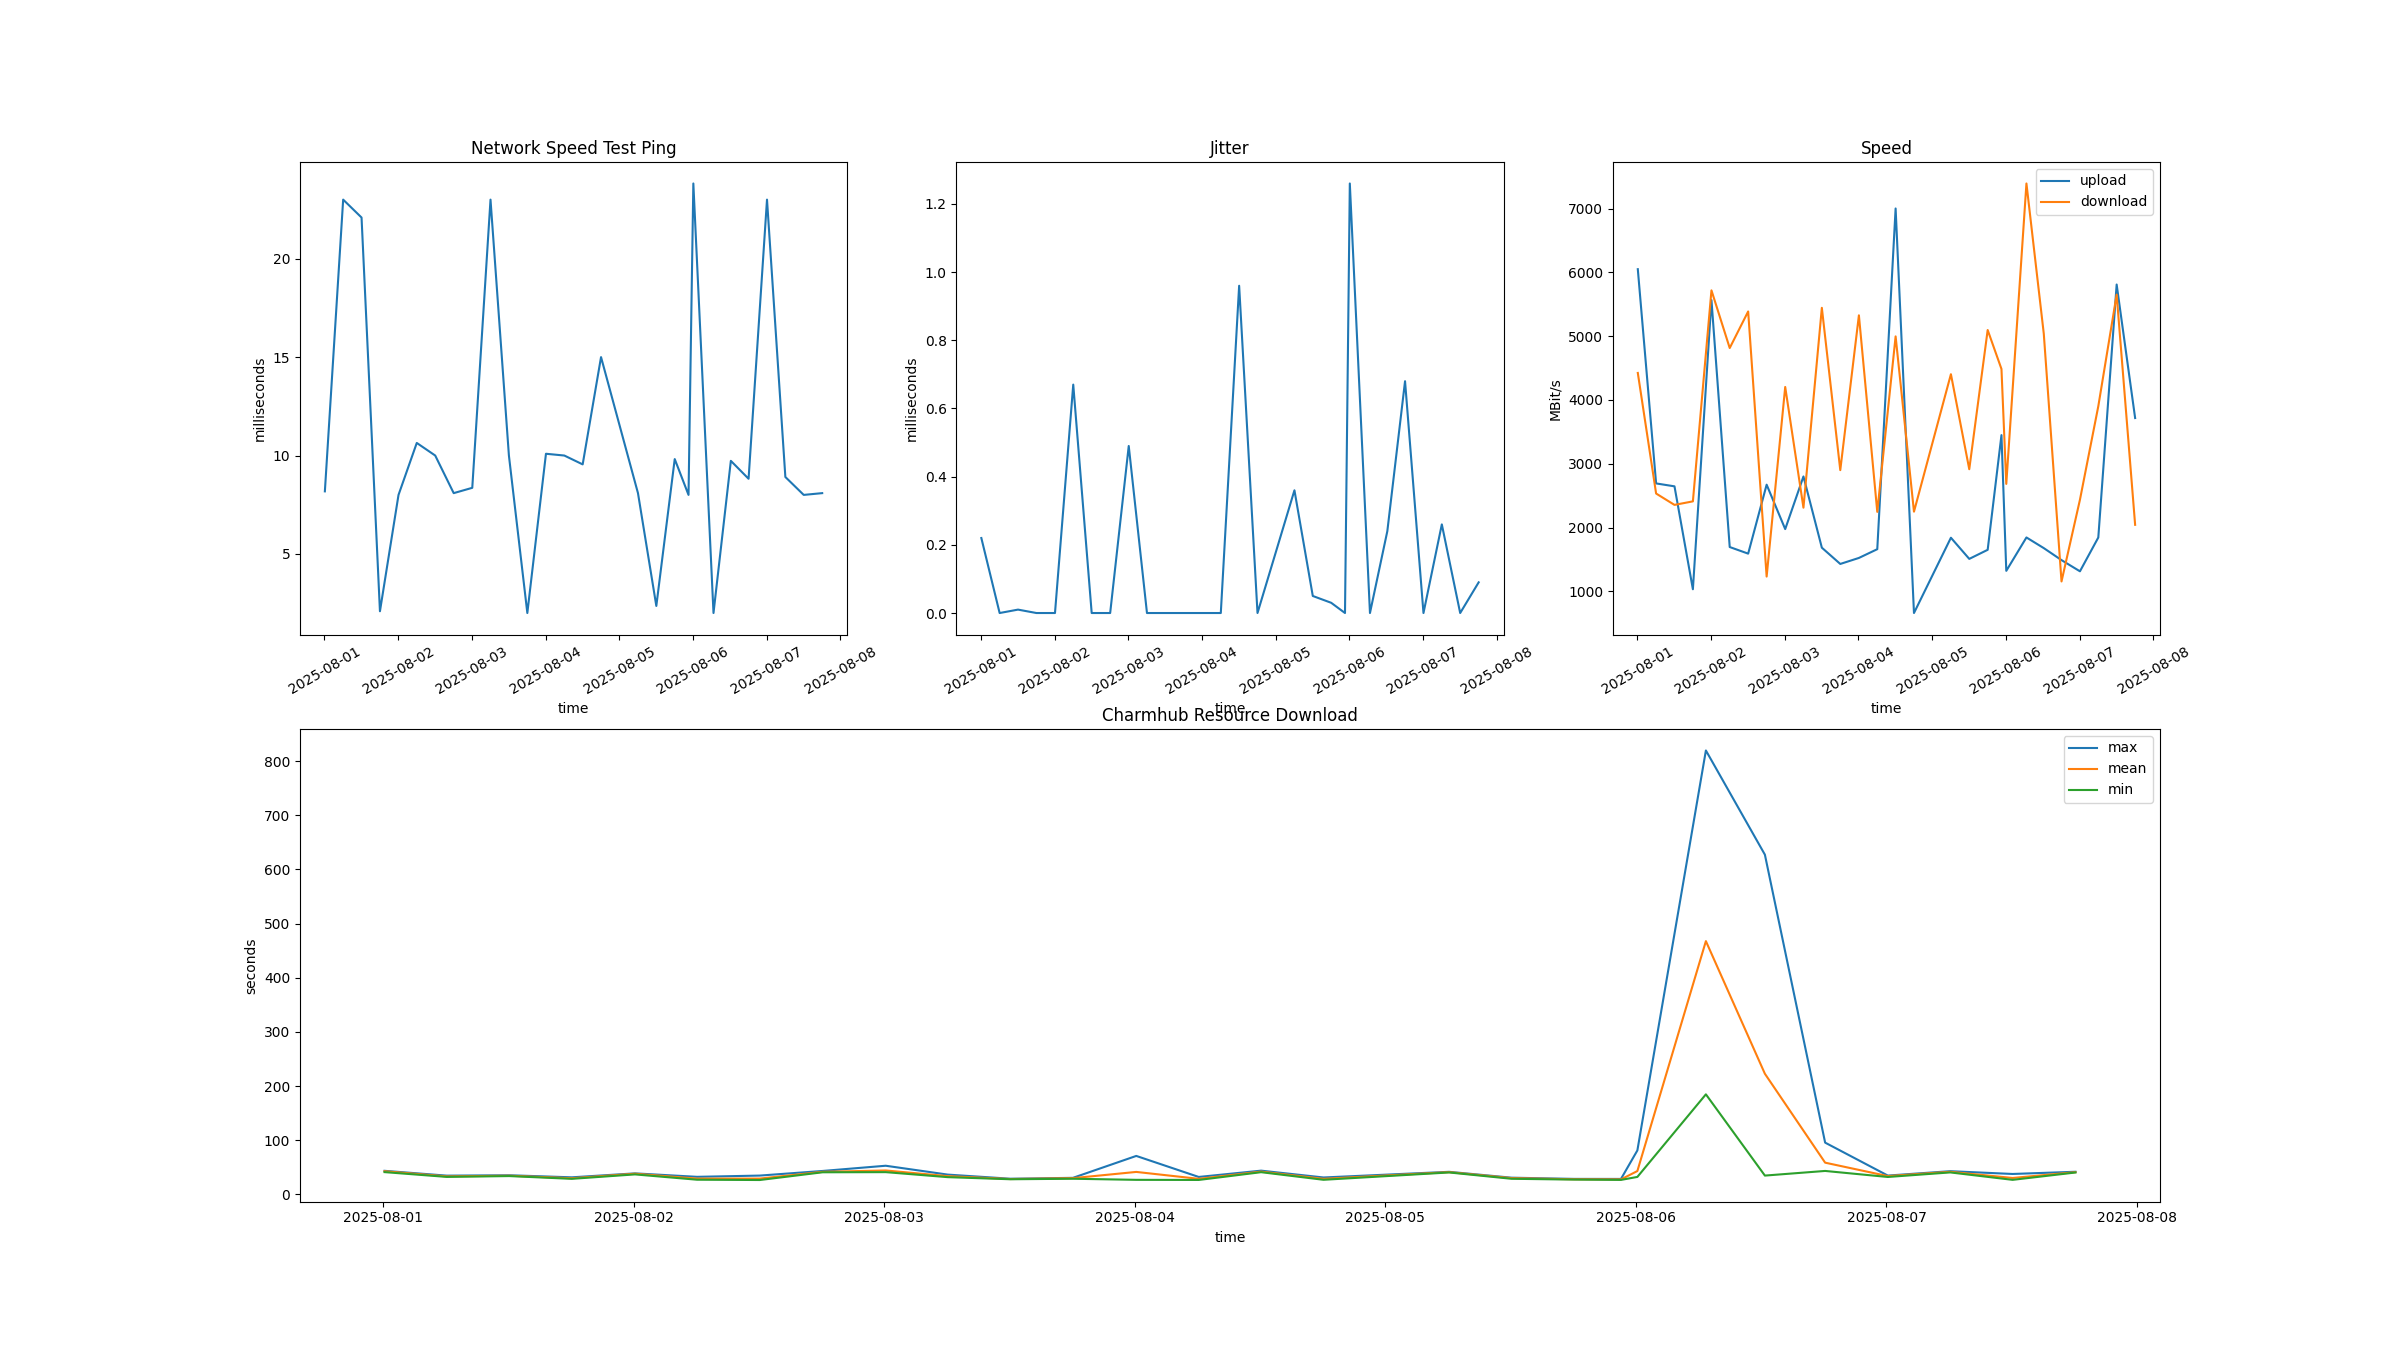 Network Speed Test Ping
milliseconds
20
15
10
5
2025-08-01 2025-08-02 2025-08-03 2025-08-04 2025-08-05 2025-08-06 2025-08-07 2025-08-08
time
Jitter
milliseconds
1.2
1.0
0.8
0.6
0.4
0.2
0.0
2025-08-01 2025-08-02 2025-08-03 2025-08-04 2025-08-05 2025-08-06 2025-08-07 2025-08-08
time
Speed
upload
download
MBit/s
7000
6000
5000
4000
3000
2000
1000
2025-08-01 2025-08-02 2025-08-03 2025-08-04 2025-08-05 2025-08-06 2025-08-07 2025-08-08
time
Charmhub Resource Download
max
mean
min
seconds
800
700
600
500
400
300
200
100
0
2025-08-01 2025-08-02 2025-08-03 2025-08-04 2025-08-05 2025-08-06 2025-08-07 2025-08-08
time